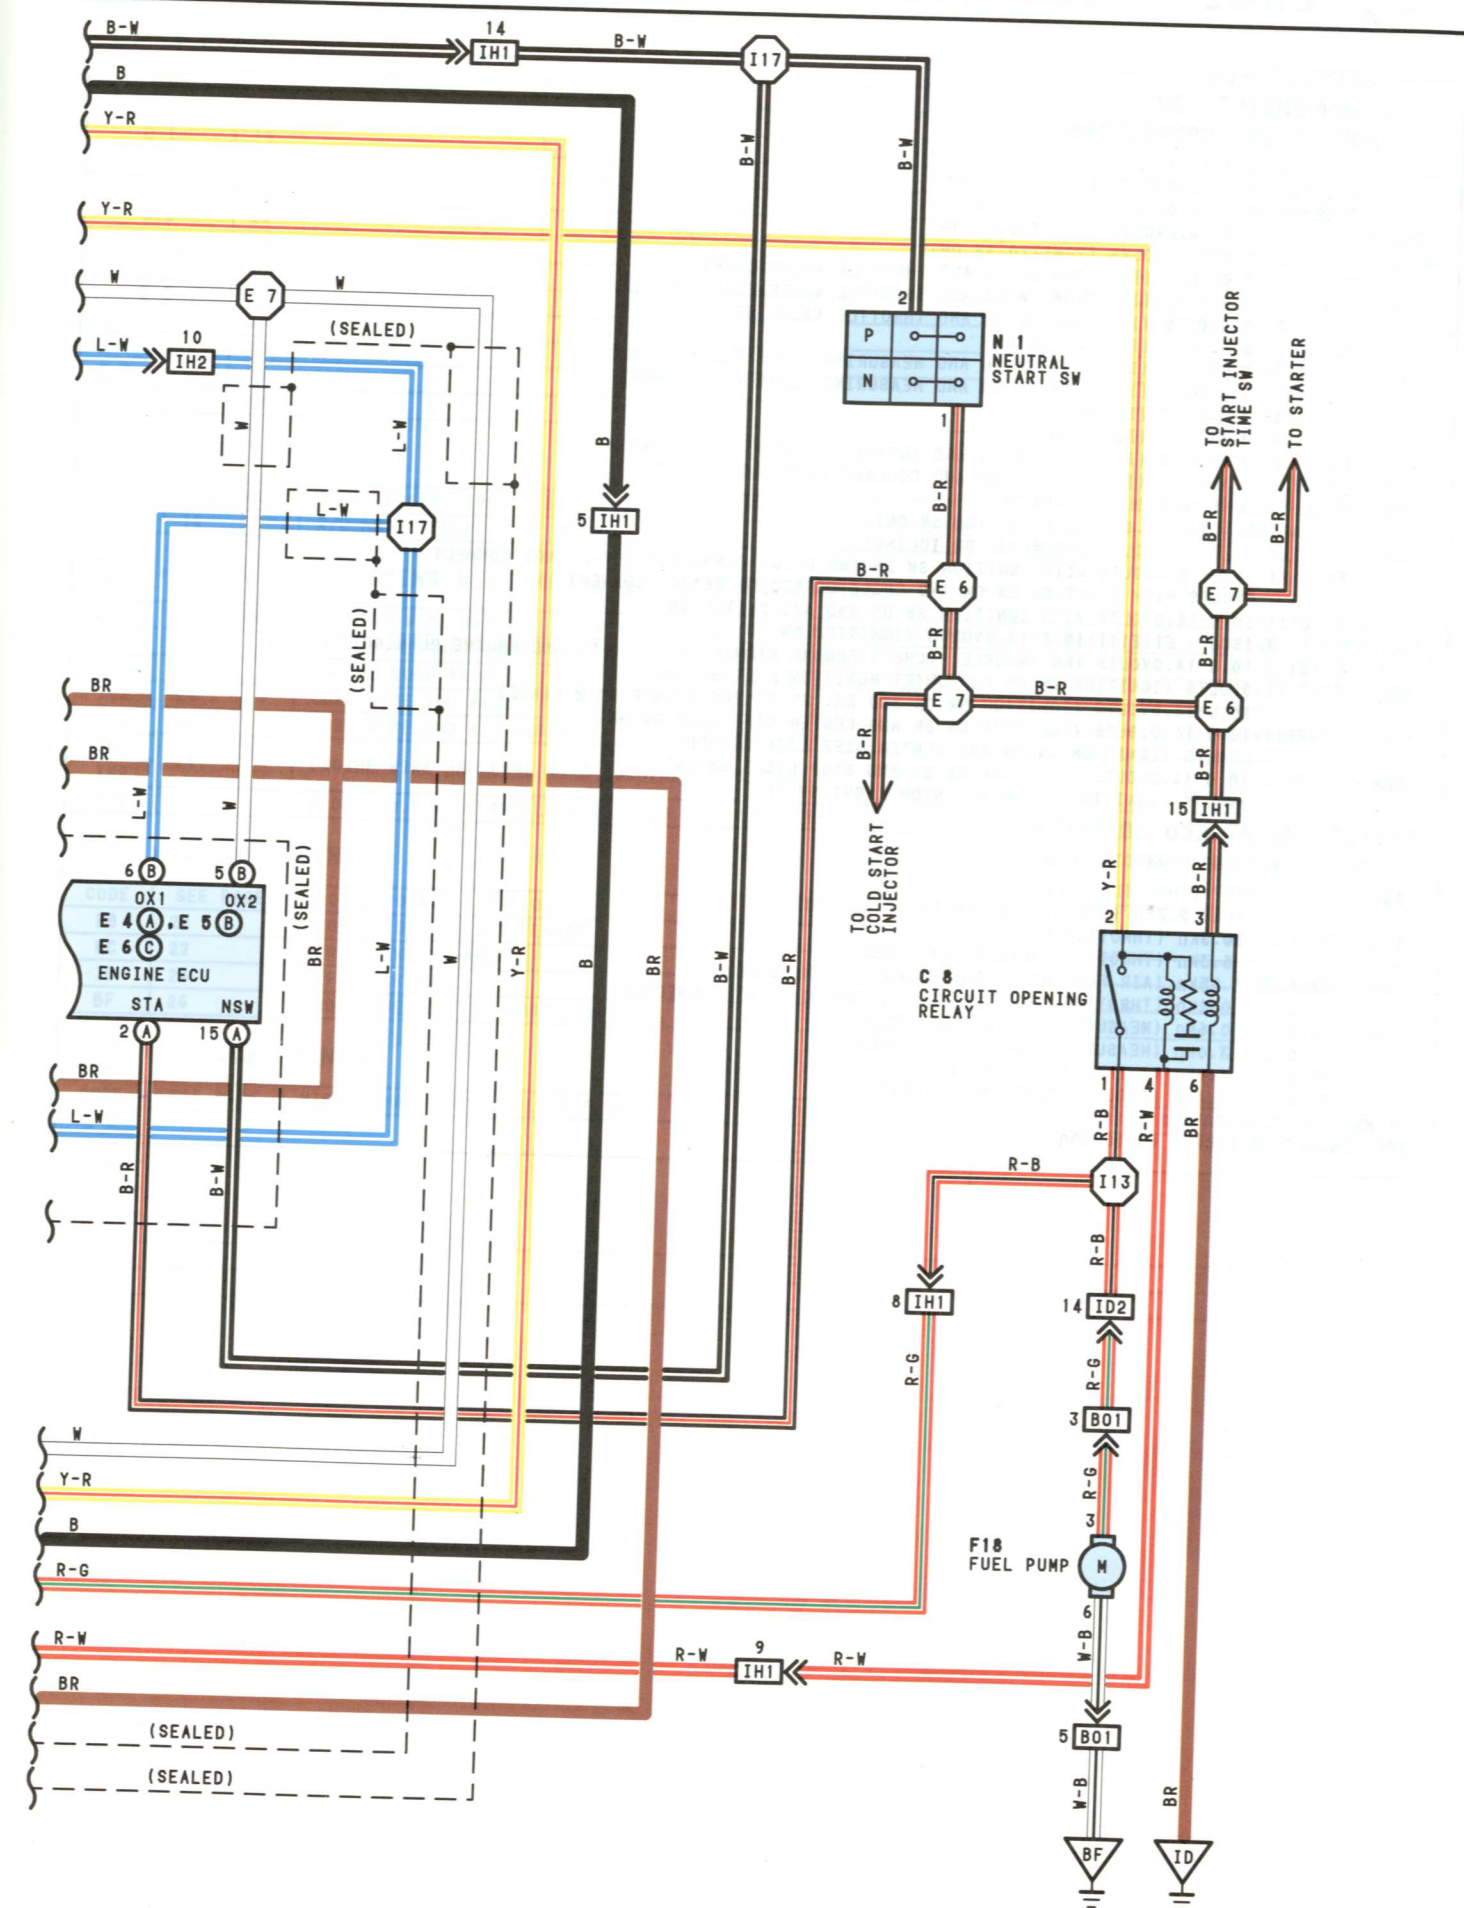 B-W
14
IH1
B-W
I17
B
Y-R
B-W
B-W
Y-R
W
E 7
W
(SEALED)
L-W
10
IH2
W
L-W
L-W
I17
B
5 IH1
2
P
N
N 1
NEUTRAL
START SW
1
B-R
TO
START INJECTOR
TIME SW
TO STARTER
B-R
B-R
B-R
E 6
E 7
B-R
B-R
(SEALED)
E 7
B-R
E 6
BR
BR
B-R
B-R
15 IH1
L-W
W
(SEALED)
TO
COLD START
INJECTOR
Y-R
B-R
6 B
5 B
OX1
OX2
E 4 A , E 5 B
E 6 C
ENGINE ECU
STA
NSW
2 A
15 A
BR
L-W
W
Y-R
B
BR
B-W
B-R
2
3
C 8
CIRCUIT OPENING
RELAY
1
4
6
BR
L-W
B-R
B-W
R-B
R-W
BR
R-B
I13
R-B
8 IH1
14 ID2
R-G
R-G
3 BO1
R-G
3
W
Y-R
B
F18
FUEL PUMP
M
R-G
6
R-W
R-W
9
IH1
R-W
W-B
BR
(SEALED)
5 BO1
(SEALED)
W-B
BR
BF
ID